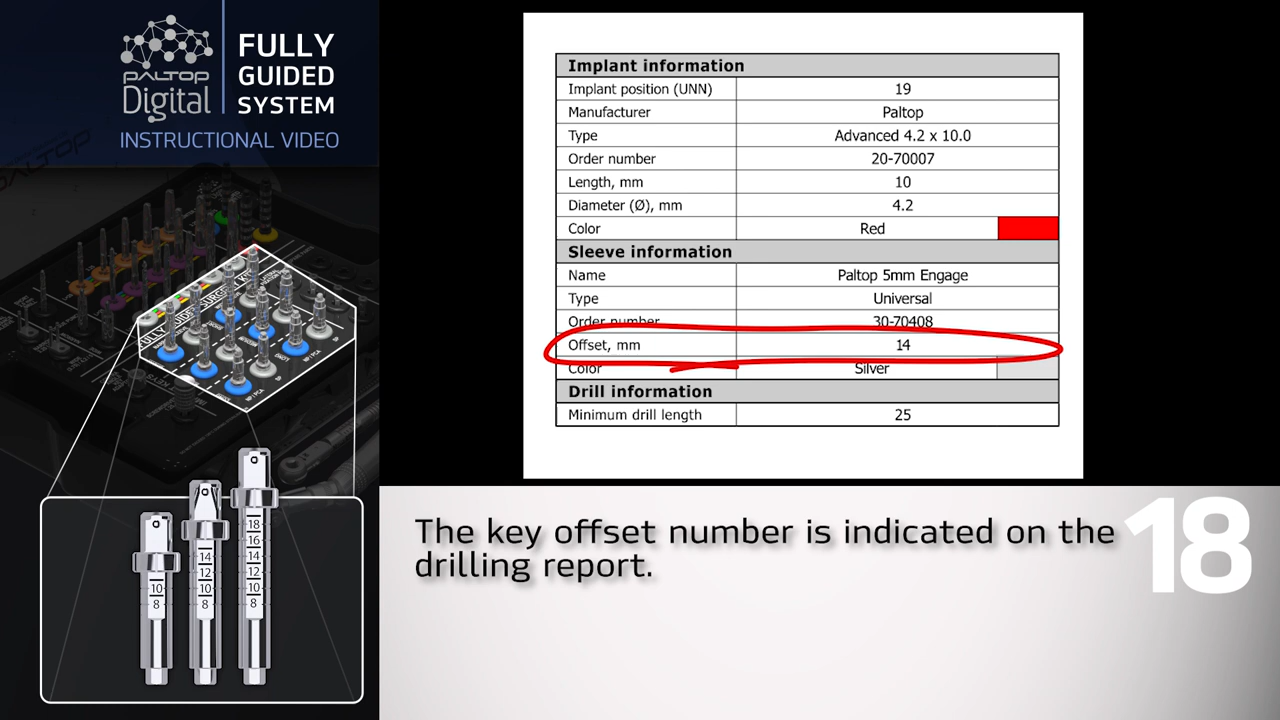 PALTOP
Digital
FULLY
GUIDED
SYSTEM
INSTRUCTIONAL VIDEO
Implant information
Implant position (UNN) 19
Manufacturer Paltop
Type Advanced 4.2 x 10.0
Order number 20-70007
Length, mm 10
Diameter (Ø), mm 4.2
Color Red
Sleeve information
Name Paltop 5mm Engage
Type Universal
Order number 30-70408
Offset, mm 14
Color Silver
Drill information
Minimum drill length 25
10
8
14
12
10
8
18
16
14
12
10
8
The key offset number is indicated on the
drilling report.
18